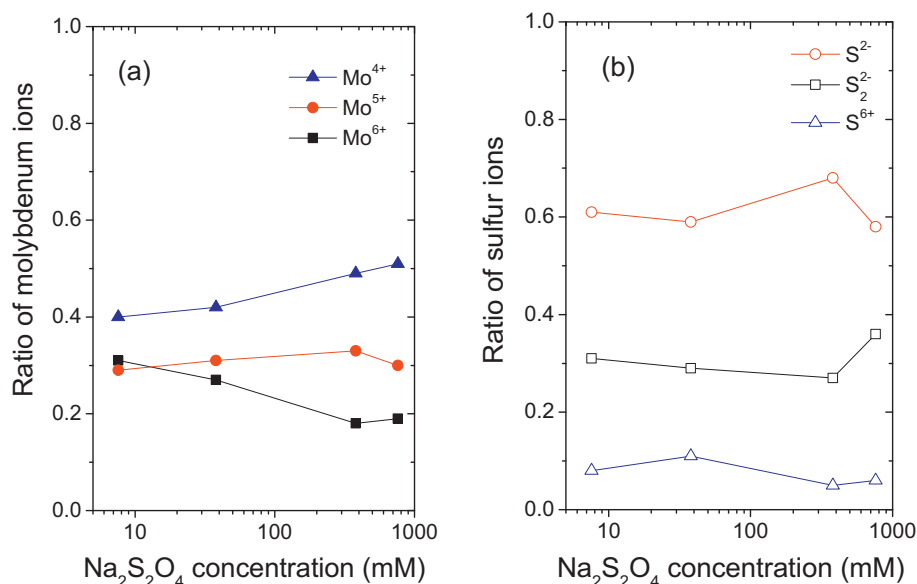 (a)
Mo⁴⁺
Mo⁵⁺
Mo⁶⁺
Ratio of molybdenum ions
1.0
0.8
0.6
0.4
0.2
0.0
10 100 1000
Na₂S₂O₄ concentration (mM)
(b)
S²⁻
S₂²⁻
S⁶⁺
Ratio of sulfur ions
1.0
0.8
0.6
0.4
0.2
0.0
10 100 1000
Na₂S₂O₄ concentration (mM)